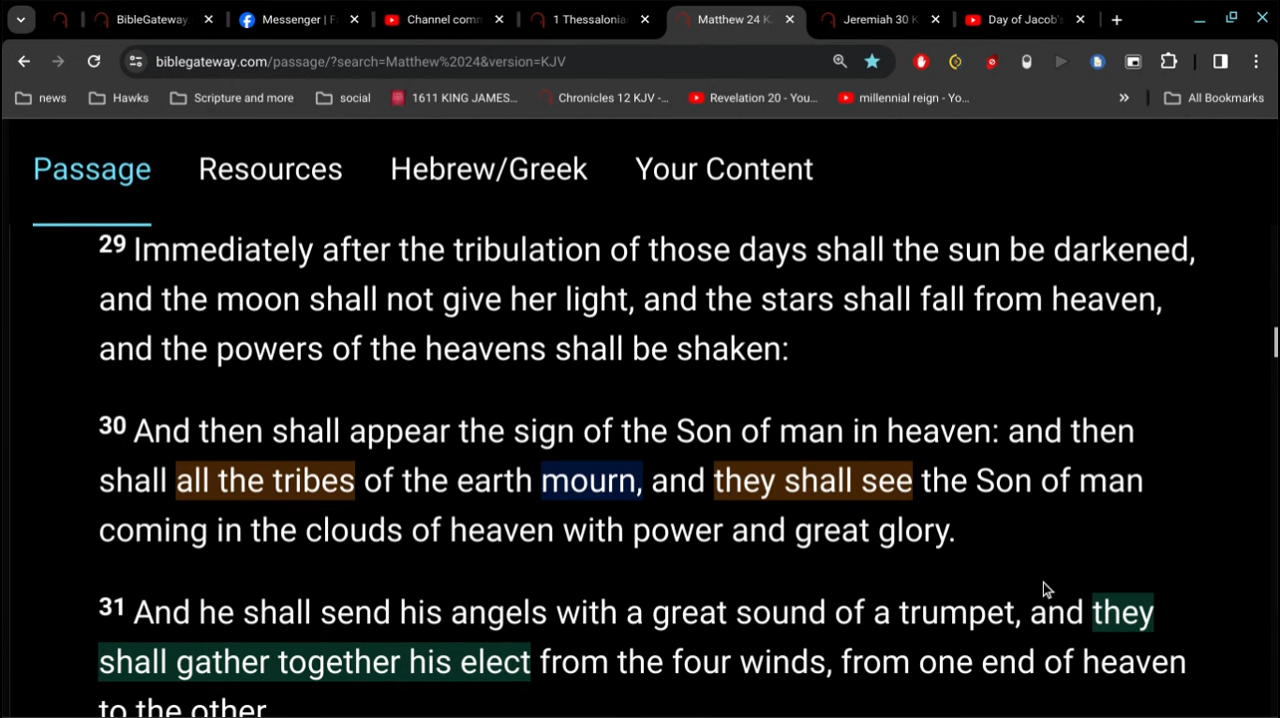 BibleGateway
Messenger | F
Channel comm
1 Thessalonia
Matthew 24 K
Jeremiah 30 K
Day of Jacob's
biblegateway.com/passage/?search=Matthew%2024&version=KJV
news
Hawks
Scripture and more
social
1611 KING JAMES...
Chronicles 12 KJV -...
Revelation 20 - You...
millennial reign - Yo...
»
All Bookmarks
Passage
Resources
Hebrew/Greek
Your Content
29 Immediately after the tribulation of those days shall the sun be darkened,
and the moon shall not give her light, and the stars shall fall from heaven,
and the powers of the heavens shall be shaken:
30 And then shall appear the sign of the Son of man in heaven: and then
shall all the tribes of the earth mourn, and they shall see the Son of man
coming in the clouds of heaven with power and great glory.
31 And he shall send his angels with a great sound of a trumpet, and they
shall gather together his elect from the four winds, from one end of heaven
to the other